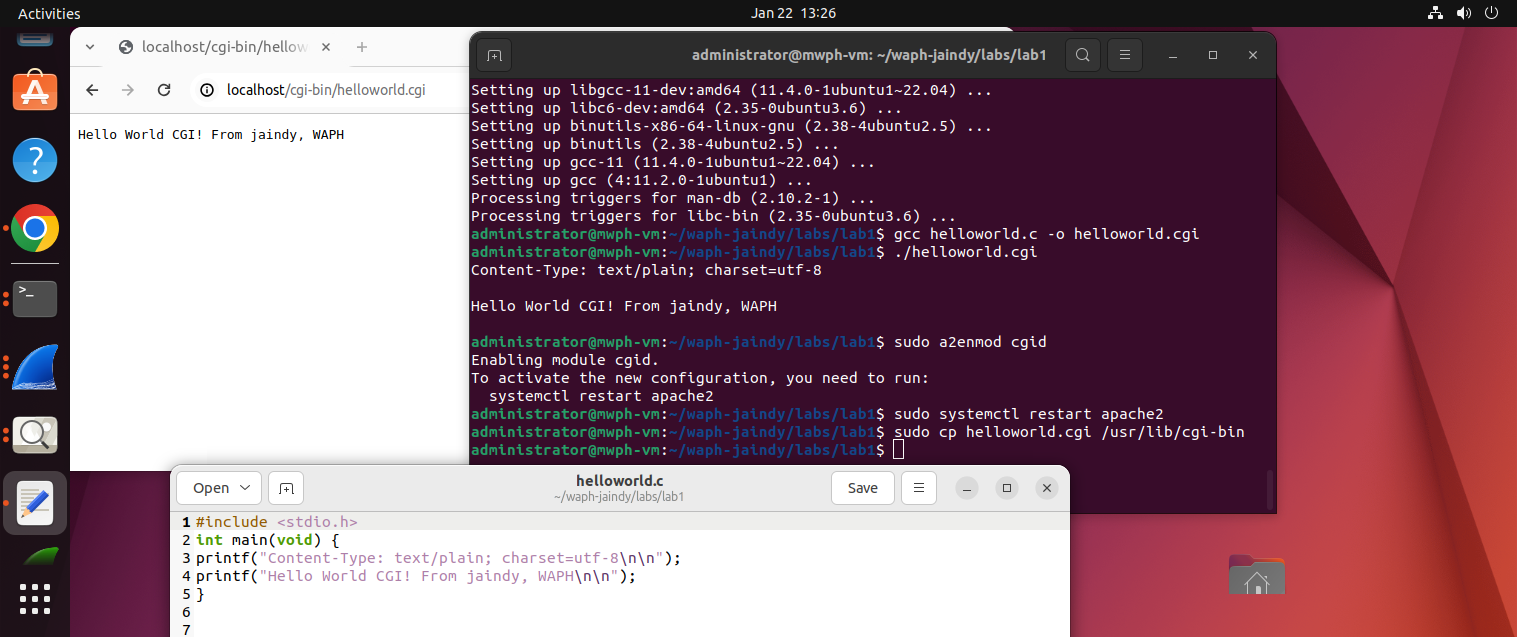 Activities
Jan 22 13:26
localhost/cgi-bin/hellow
localhost/cgi-bin/helloworld.cgi
Hello World CGI! From jaindy, WAPH
administrator@mwph-vm: ~/waph-jaindy/labs/lab1
Setting up libgcc-11-dev:amd64 (11.4.0-1ubuntu1~22.04) ...
Setting up libc6-dev:amd64 (2.35-0ubuntu3.6) ...
Setting up binutils-x86-64-linux-gnu (2.38-4ubuntu2.5) ...
Setting up binutils (2.38-4ubuntu2.5) ...
Setting up gcc-11 (11.4.0-1ubuntu1~22.04) ...
Setting up gcc (4:11.2.0-1ubuntu1) ...
Processing triggers for man-db (2.10.2-1) ...
Processing triggers for libc-bin (2.35-0ubuntu3.6) ...
administrator@mwph-vm:~/waph-jaindy/labs/lab1$ gcc helloworld.c -o helloworld.cgi
administrator@mwph-vm:~/waph-jaindy/labs/lab1$ ./helloworld.cgi
Content-Type: text/plain; charset=utf-8
Hello World CGI! From jaindy, WAPH
administrator@mwph-vm:~/waph-jaindy/labs/lab1$ sudo a2enmod cgid
Enabling module cgid.
To activate the new configuration, you need to run:
  systemctl restart apache2
administrator@mwph-vm:~/waph-jaindy/labs/lab1$ sudo systemctl restart apache2
administrator@mwph-vm:~/waph-jaindy/labs/lab1$ sudo cp helloworld.cgi /usr/lib/cgi-bin
administrator@mwph-vm:~/waph-jaindy/labs/lab1$
Open
helloworld.c
~/waph-jaindy/labs/lab1
Save
1 #include <stdio.h>
2 int main(void) {
3 printf("Content-Type: text/plain; charset=utf-8\n\n");
4 printf("Hello World CGI! From jaindy, WAPH\n\n");
5 }
6
7